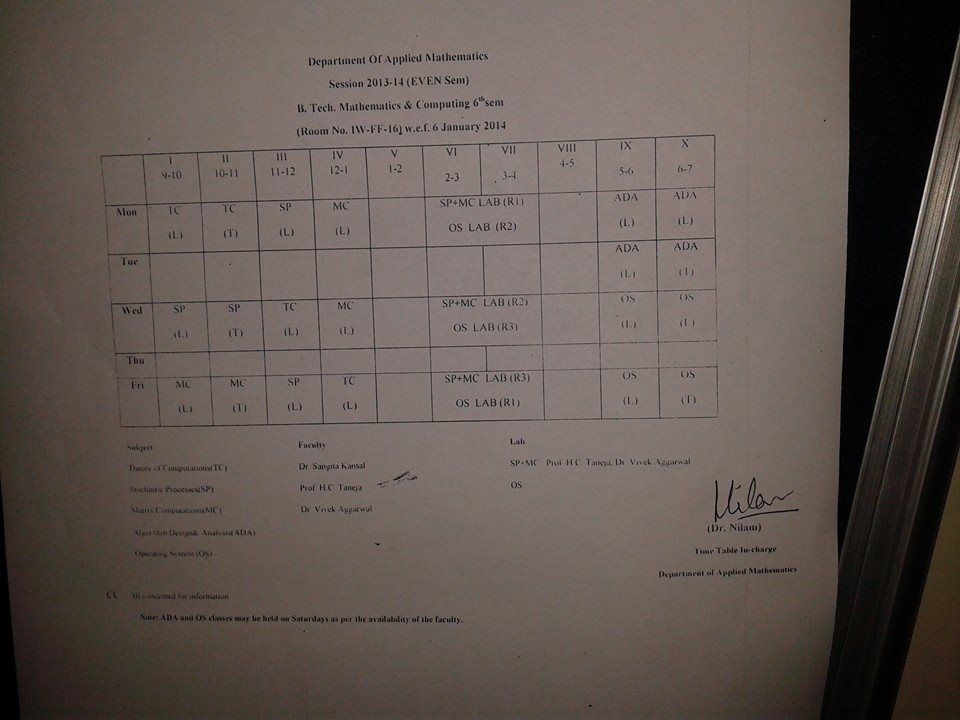 Department Of Applied Mathematics
Session 2013-14 (EVEN Sem)
B. Tech. Mathematics & Computing 6th sem
(Room No. IW-FF-16) w.e.f. 6 January 2014
I II III IV V VI VII VIII IX X
9-10 10-11 11-12 12-1 1-2 2-3 3-4 4-5 5-6 6-7
Mon TC TC SP MC SP+MC LAB (R1) ADA ADA
(L) (T) (L) (L) OS LAB (R2) (L) (L)
Tue ADA ADA
(L) (T)
Wed SP SP TC MC SP+MC LAB (R2) OS OS
(L) (T) (L) (L) OS LAB (R3) (L) (L)
Thu
Fri MC MC SP TC SP+MC LAB (R3) OS OS
(L) (T) (L) (L) OS LAB (R1) (L) (T)
Subject Faculty Lab
Theory of Computations(TC) Dr Sangita Kansal SP+MC Prof H C Taneja, Dr Vivek Aggarwal
Stochastic Processes(SP) Prof H C Taneja OS
Matrix Computations(MC) Dr Vivek Aggarwal
Algorithm Design& Analysis(ADA)
Operating System (OS)
Nilam
(Dr. Nilam)
Time Table In-charge
Department of Applied Mathematics
CC All concerned for information
Note: ADA and OS classes may be held on Saturdays as per the availability of the faculty.